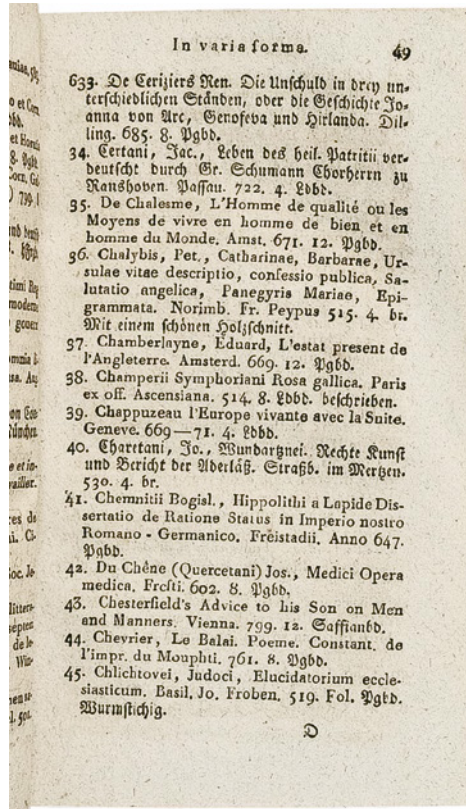 In varia forma.
49
633. De Ceriziers Ren. Die Unschuld in drey un-
terschiedlichen Ständen, oder die Geschichte Jo-
anna von Arc, Genofeva und Hirlanda. Dil-
ling. 685. 8. Pgbd.
34. Certani, Jac., Leben des heil. Patritii ver-
deutscht durch Gr. Schumann Chorherrn zu
Ranshoven. Passau. 722. 4. Ldbd.
35. De Chalesme, L'Homme de qualité ou les
Moyens de vivre en homme de bien et en
homme du Monde. Amst. 671. 12. Pgbd.
36. Chalybis, Pet., Catharinae, Barbarae, Ur-
sulae vitae descriptio, confessio publica, Sa-
lutatio angelica, Panegyris Mariae, Epi-
grammata. Norimb. Fr. Peypus 515. 4. br.
Mit einem schönen Holzschnitt.
37. Chamberlayne, Eduard, L'estat present de
l'Angleterre. Amsterd. 669. 12. Pgbd.
38. Champerii Symphoriani Rosa gallica. Paris
ex off. Ascensiana. 514. 8. Ldbd. beschrieben.
39. Chappuzeau l'Europe vivante avec la Suite.
Geneve. 669—71. 4. Ldbd.
40. Charetani, Jo., Wundartznei. Rechte Kunst
und Bericht der Aderläß. Straßb. im Mertzen.
530. 4. br.
41. Chemnitii Bogisl., Hippolithi a Lapide Dis-
sertatio de Ratione Status in Imperio nostro
Romano - Germanico. Freistadii. Anno 647.
Pgbd.
42. Du Chêne (Quercetani) Jos., Medici Opera
medica. Frcfti. 602. 8. Pgbd.
43. Chesterfield's Advice to his Son on Men
and Manners. Vienna. 799. 12. Saffianbd.
44. Chevrier, Le Balai. Poeme. Constant. de
l'impr. du Mouphti. 761. 8. Pgbd.
45. Chlichtovei, Judoci, Elucidatorium eccle-
siasticum. Basil. Jo. Froben. 519. Fol. Pgbd.
Wurmstichig.
D